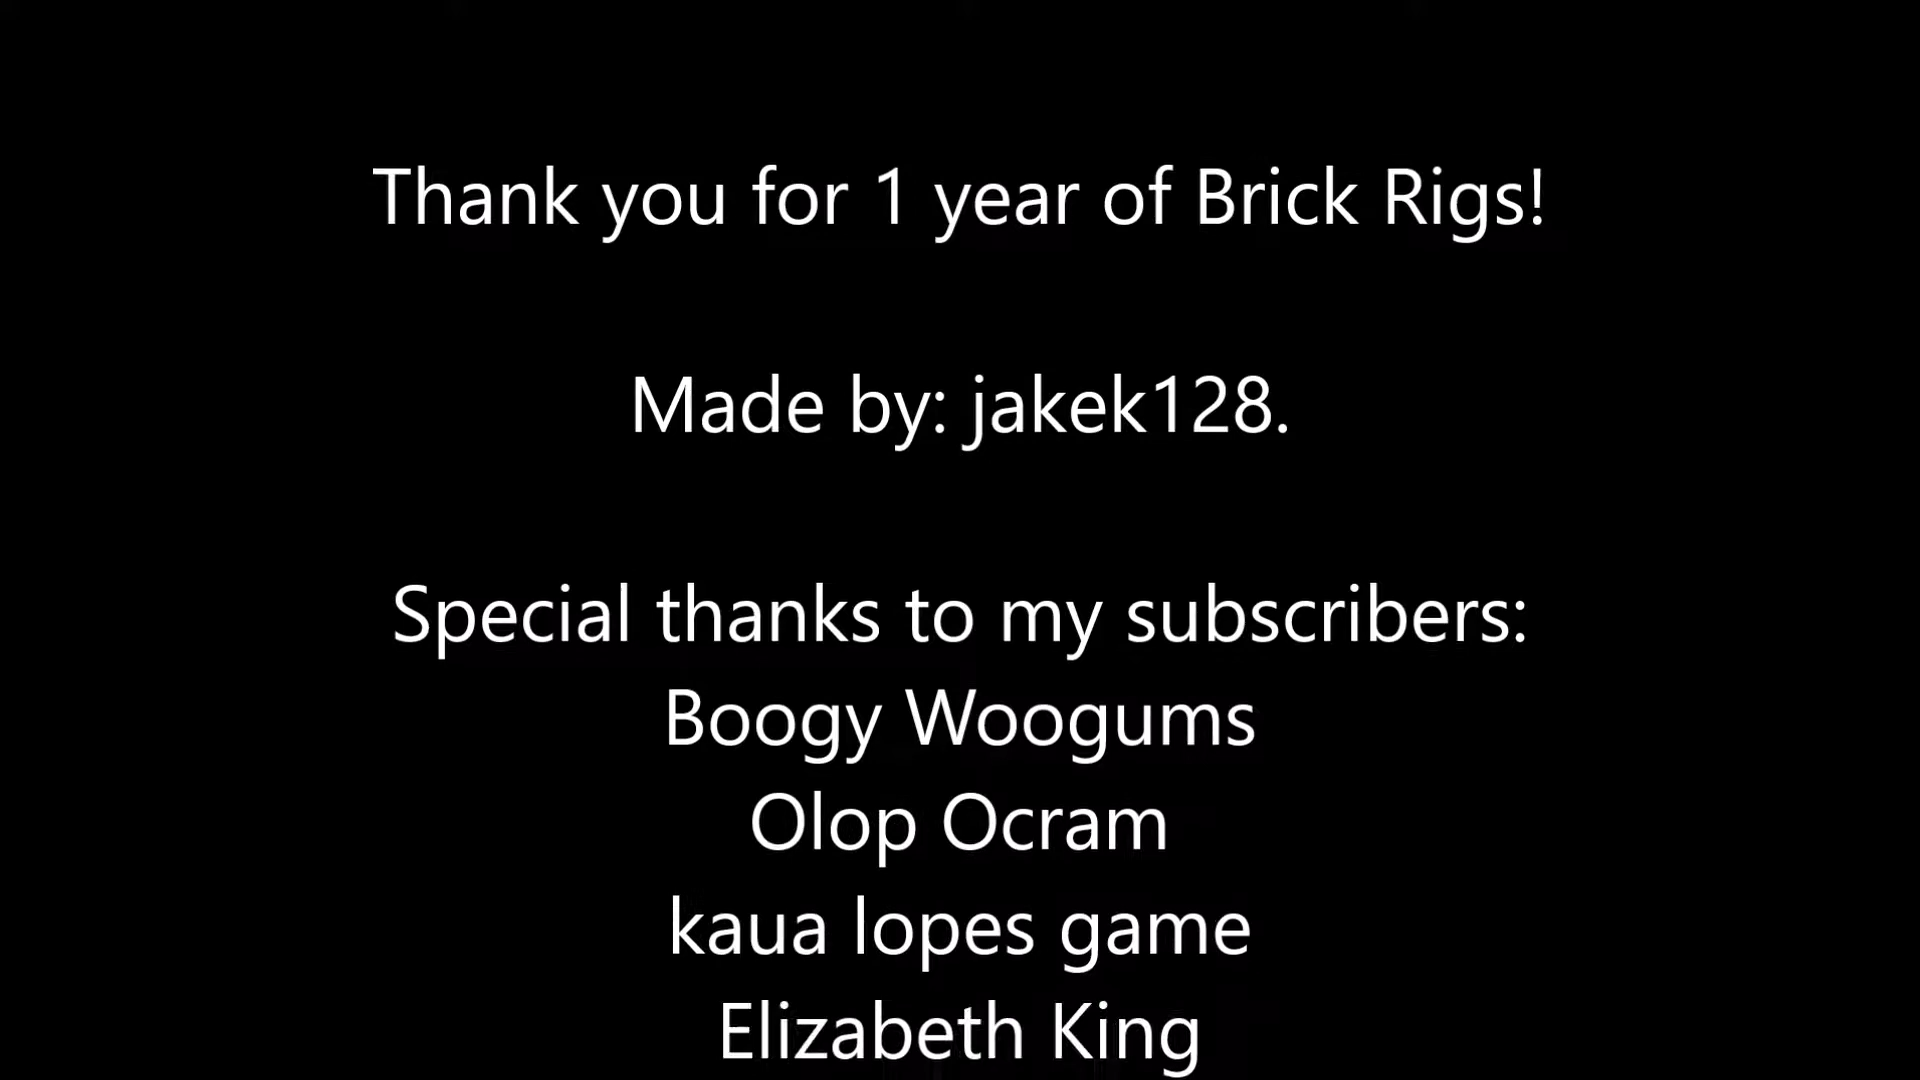 Thank you for 1 year of Brick Rigs!
Made by: jakek128.
Special thanks to my subscribers:
Boogy Woogums
Olop Ocram
kaua lopes game
Elizabeth King